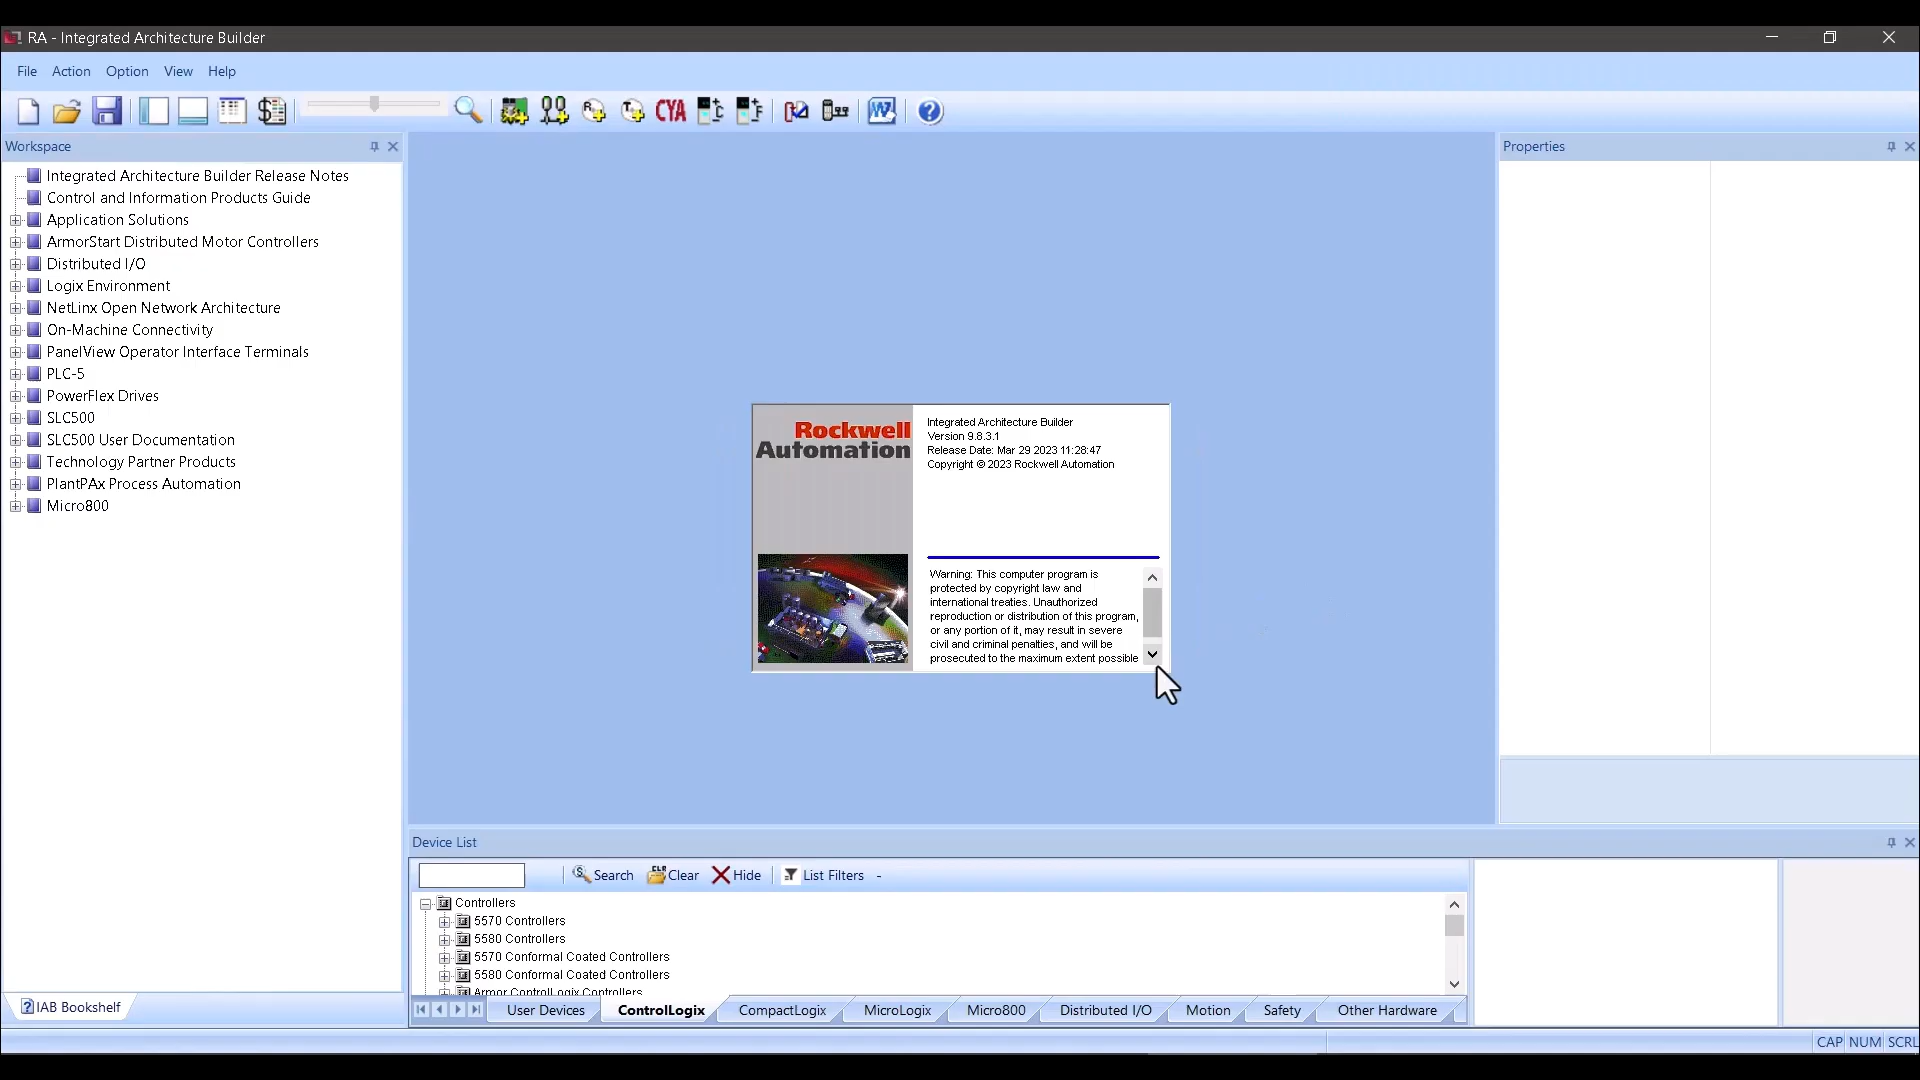 RA - Integrated Architecture Builder
File Action Option View Help
CYA
Workspace
Properties
Integrated Architecture Builder Release Notes
Control and Information Products Guide
Application Solutions
ArmorStart Distributed Motor Controllers
Distributed I/O
Logix Environment
NetLinx Open Network Architecture
On-Machine Connectivity
PanelView Operator Interface Terminals
PLC-5
PowerFlex Drives
SLC500
SLC500 User Documentation
Technology Partner Products
PlantPAx Process Automation
Micro800
Rockwell
Automation
Integrated Architecture Builder
Version 9.8.3.1
Release Date: Mar 29 2023 11:28:47
Copyright © 2023 Rockwell Automation
Warning: This computer program is
protected by copyright law and
international treaties. Unauthorized
reproduction or distribution of this program,
or any portion of it, may result in severe
civil and criminal penalties, and will be
prosecuted to the maximum extent possible
Device List
Search Clear Hide List Filters -
Controllers
5570 Controllers
5580 Controllers
5570 Conformal Coated Controllers
5580 Conformal Coated Controllers
Armor ControlLogix Controllers
IAB Bookshelf
User Devices ControlLogix CompactLogix MicroLogix Micro800 Distributed I/O Motion Safety Other Hardware
CAP NUM SCRL